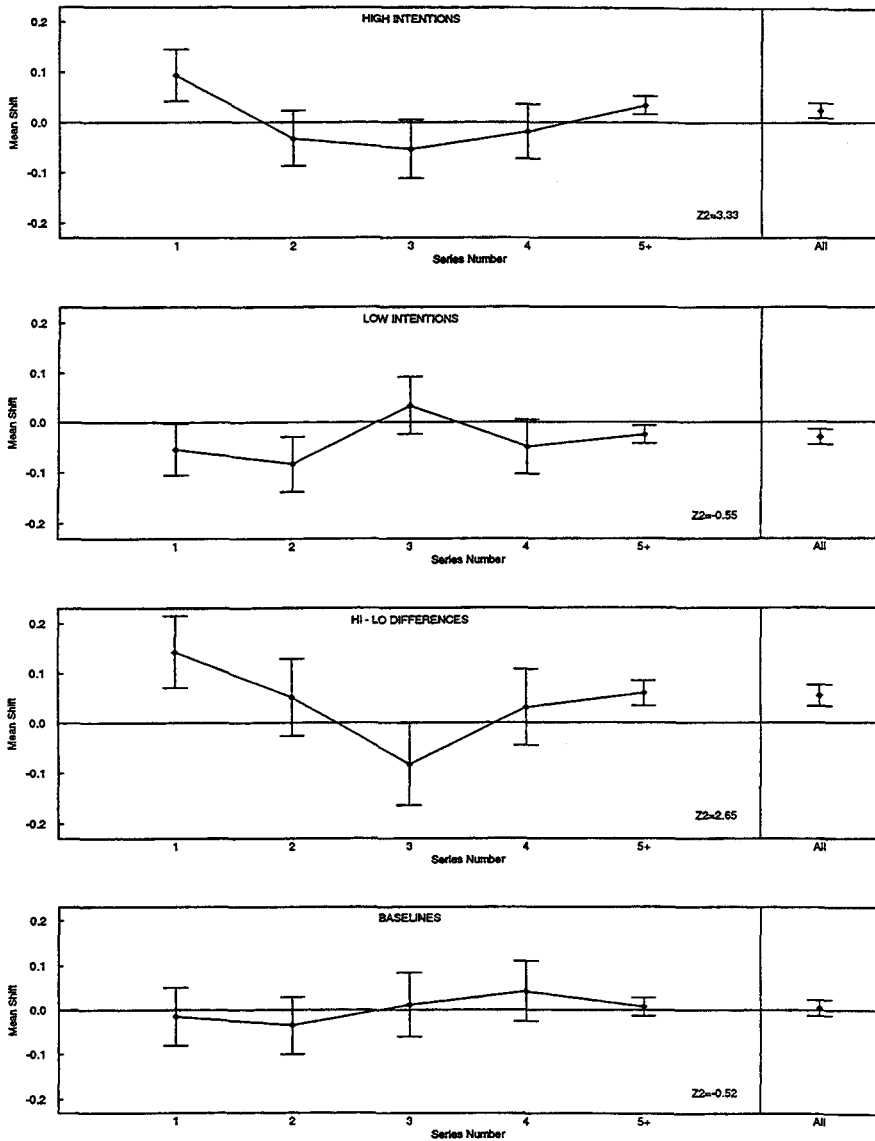 HIGH INTENTIONS
0.2
0.1
0.0
-0.1
-0.2
Mean Shift
Z2=3.33
1 2 3 4 5+ All
Series Number
LOW INTENTIONS
0.2
0.1
0.0
-0.1
-0.2
Mean Shift
Z2=-0.55
1 2 3 4 5+ All
Series Number
HI - LO DIFFERENCES
0.2
0.1
0.0
-0.1
-0.2
Mean Shift
Z2=2.65
1 2 3 4 5+ All
Series Number
BASELINES
0.2
0.1
0.0
-0.1
-0.2
Mean Shift
Z2=-0.52
1 2 3 4 5+ All
Series Number